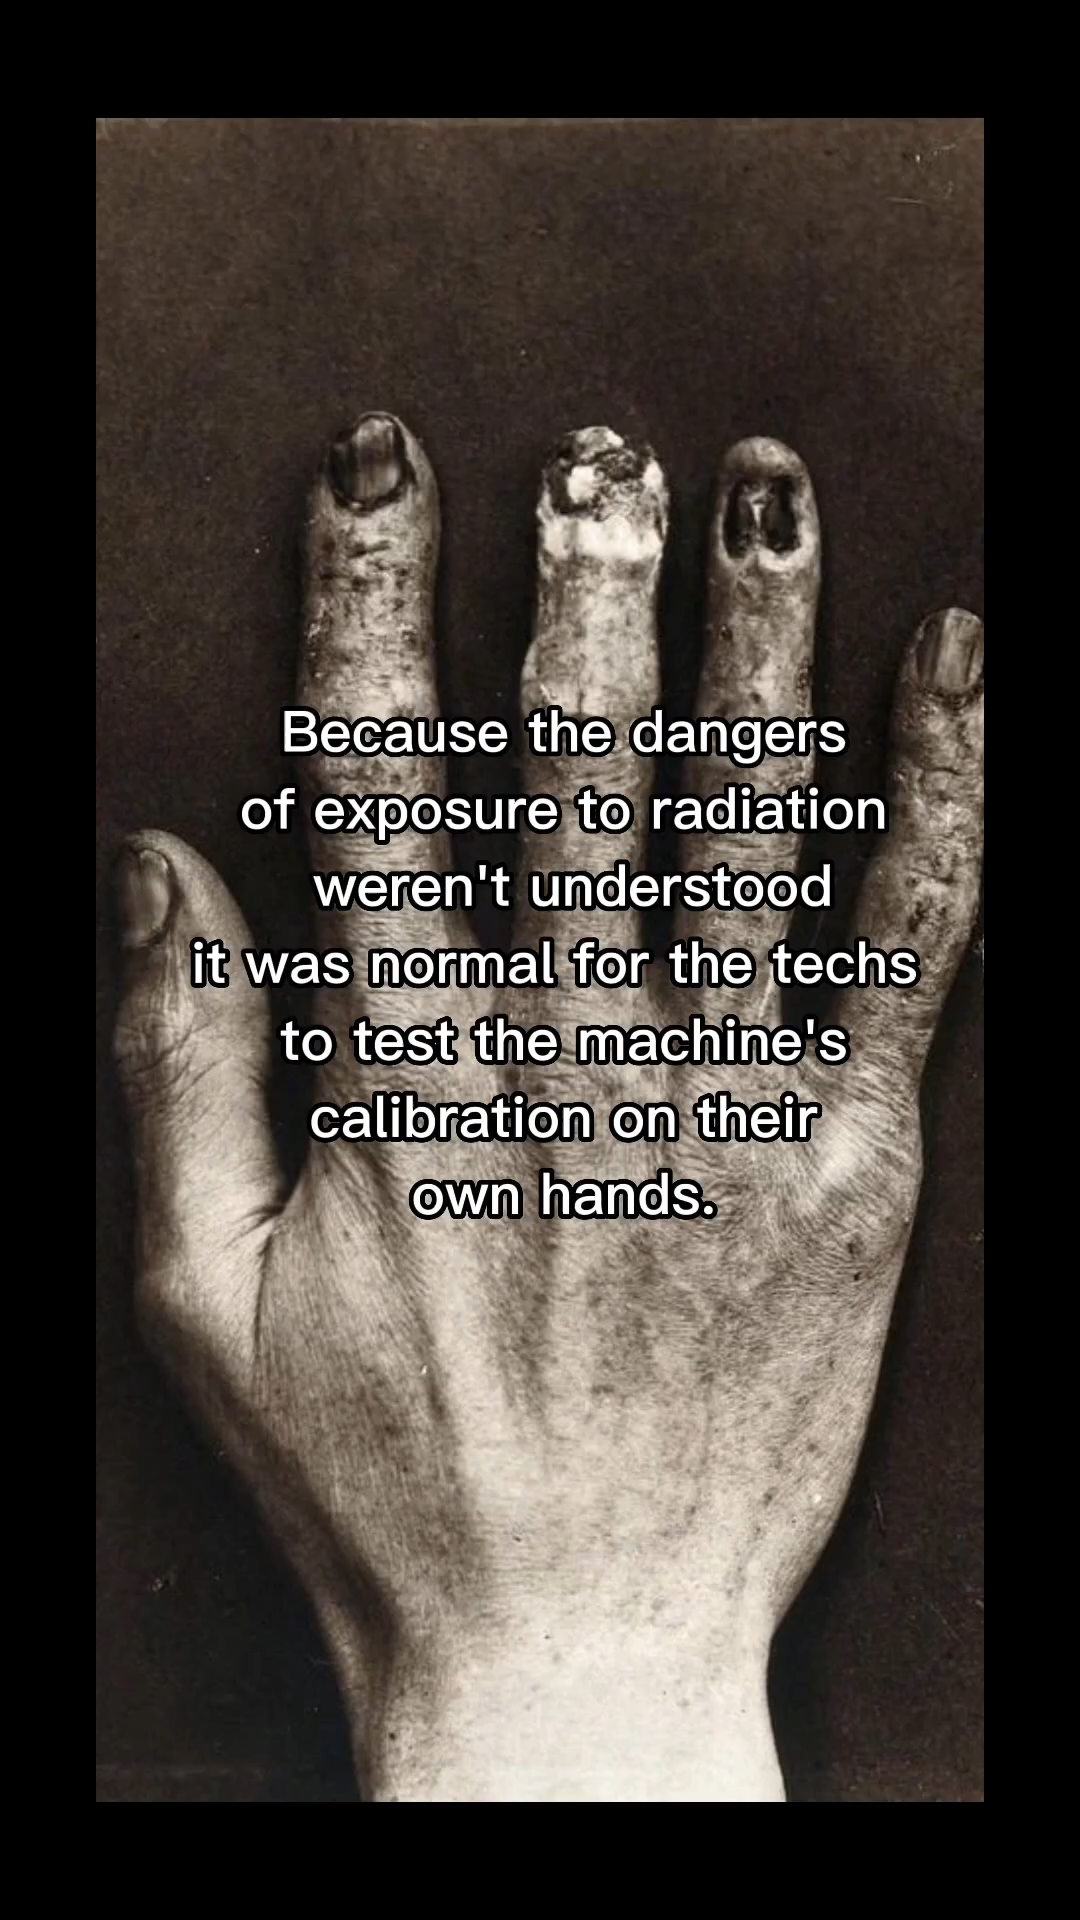 Because the dangers
of exposure to radiation
weren't understood
it was normal for the techs
to test the machine's
calibration on their
own hands.